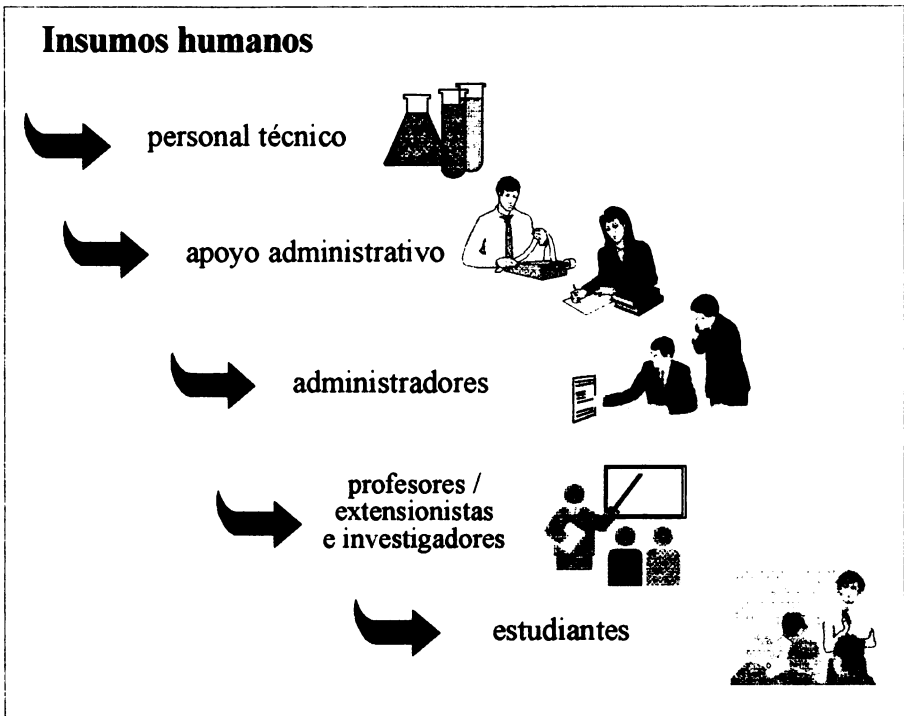 Insumos humanos
personal técnico
apoyo administrativo
administradores
profesores /
extensionistas
e investigadores
estudiantes